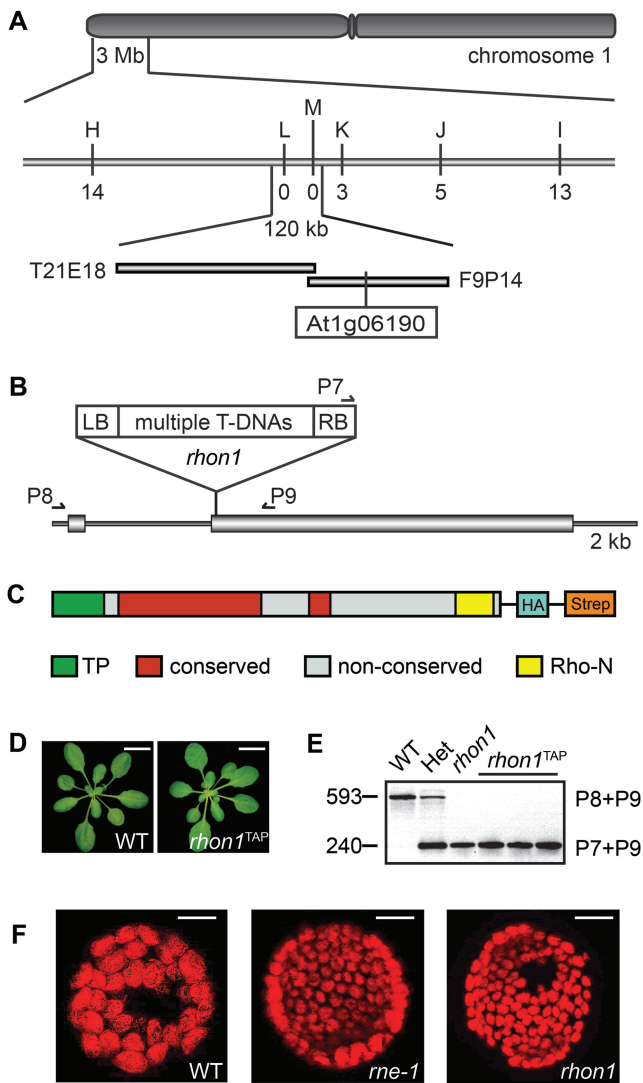 A
3 Mb
chromosome 1
H L M K J I
14 0 0 3 5 13
120 kb
T21E18
F9P14
At1g06190
B
P7
LB multiple T-DNAs RB
rhon1
P8 P9
2 kb
C
HA Strep
TP conserved non-conserved Rho-N
D
WT
rhon1TAP
E
WT Het rhon1 rhon1TAP
593 P8+P9
240 P7+P9
F
WT
rne-1
rhon1